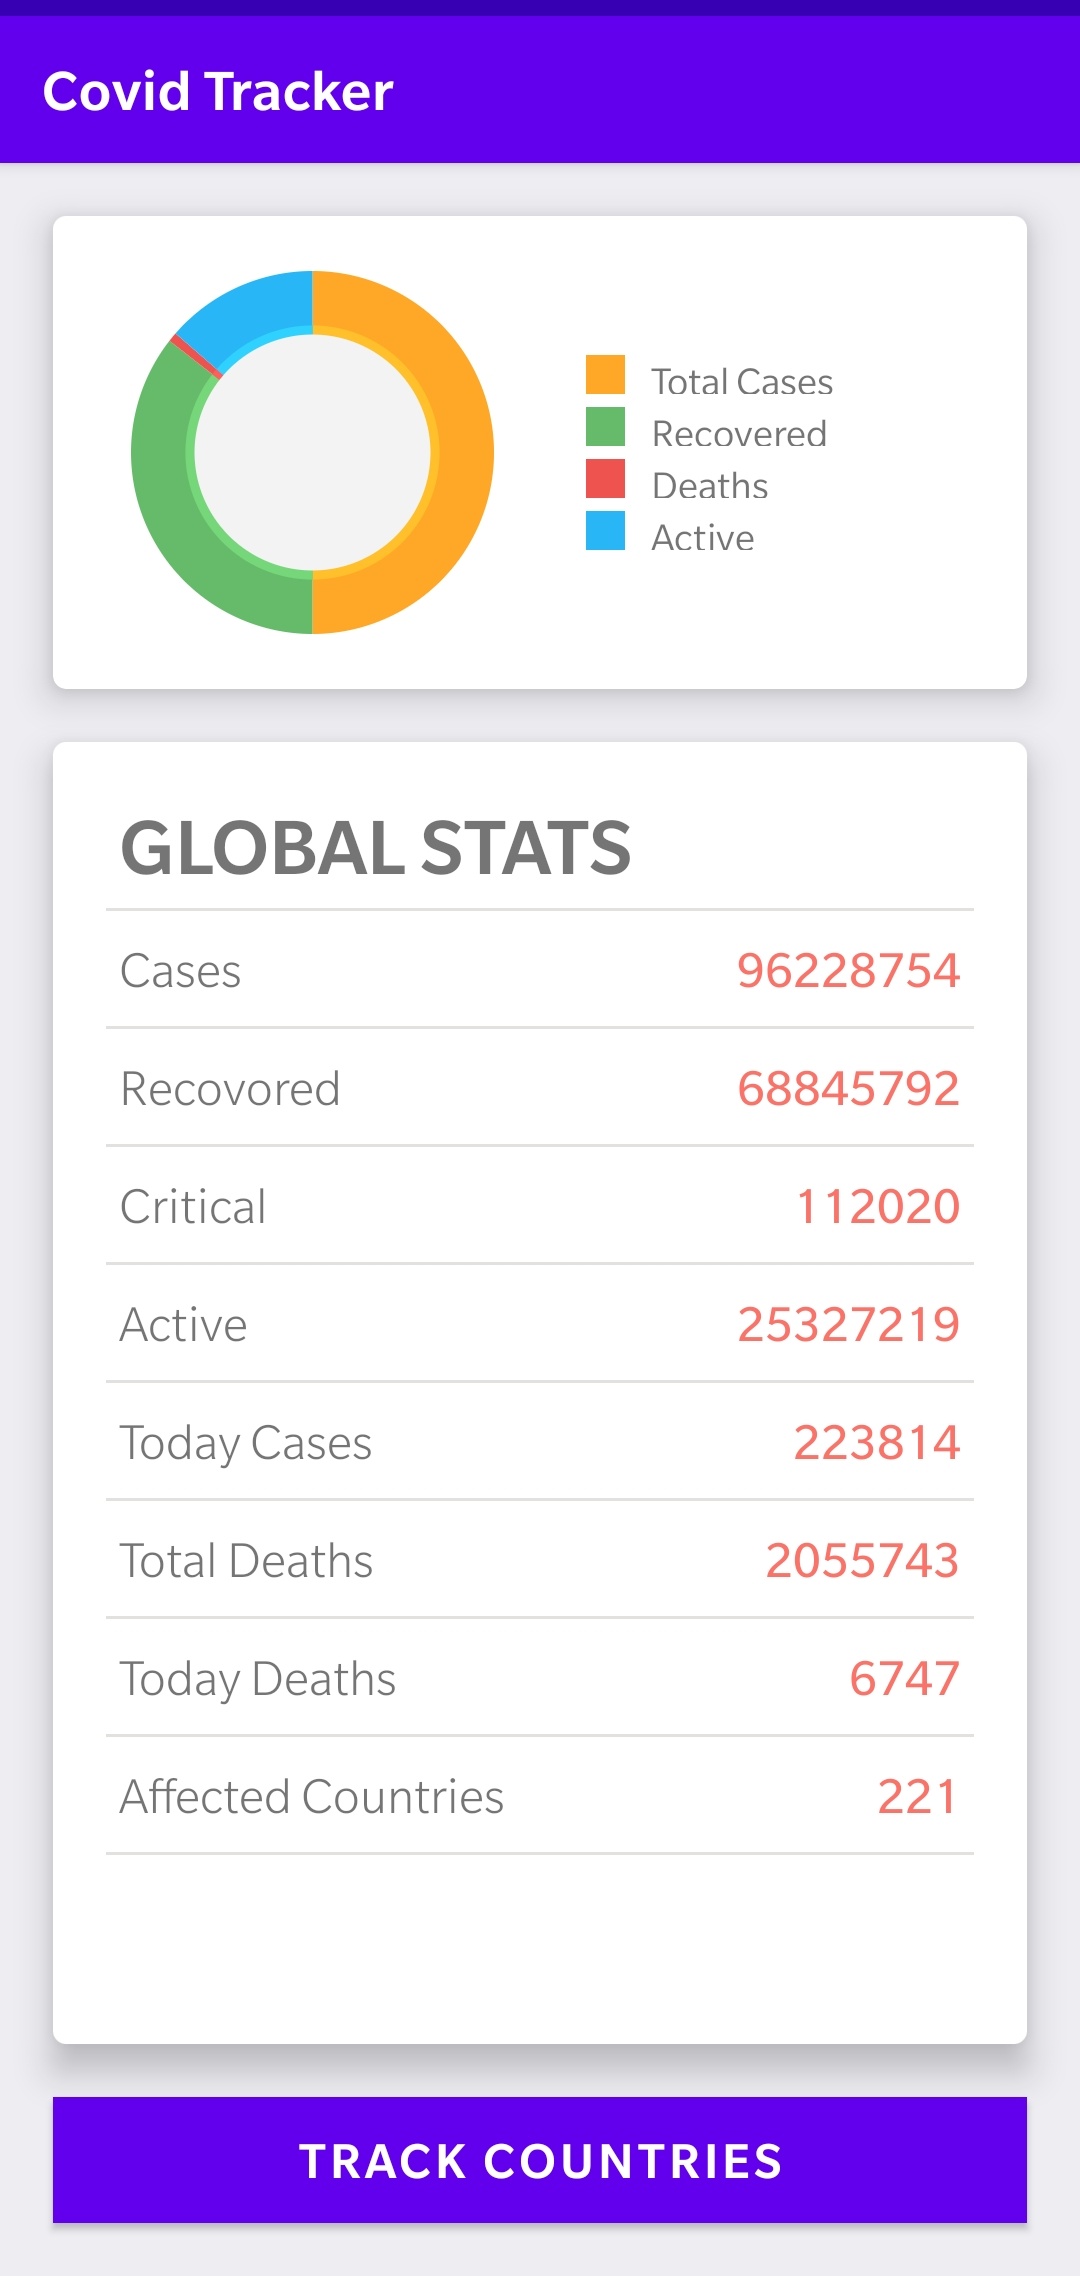 Covid Tracker
Total Cases
Recovered
Deaths
Active
GLOBAL STATS
Cases 96228754
Recovored 68845792
Critical 112020
Active 25327219
Today Cases 223814
Total Deaths 2055743
Today Deaths 6747
Affected Countries 221
TRACK COUNTRIES